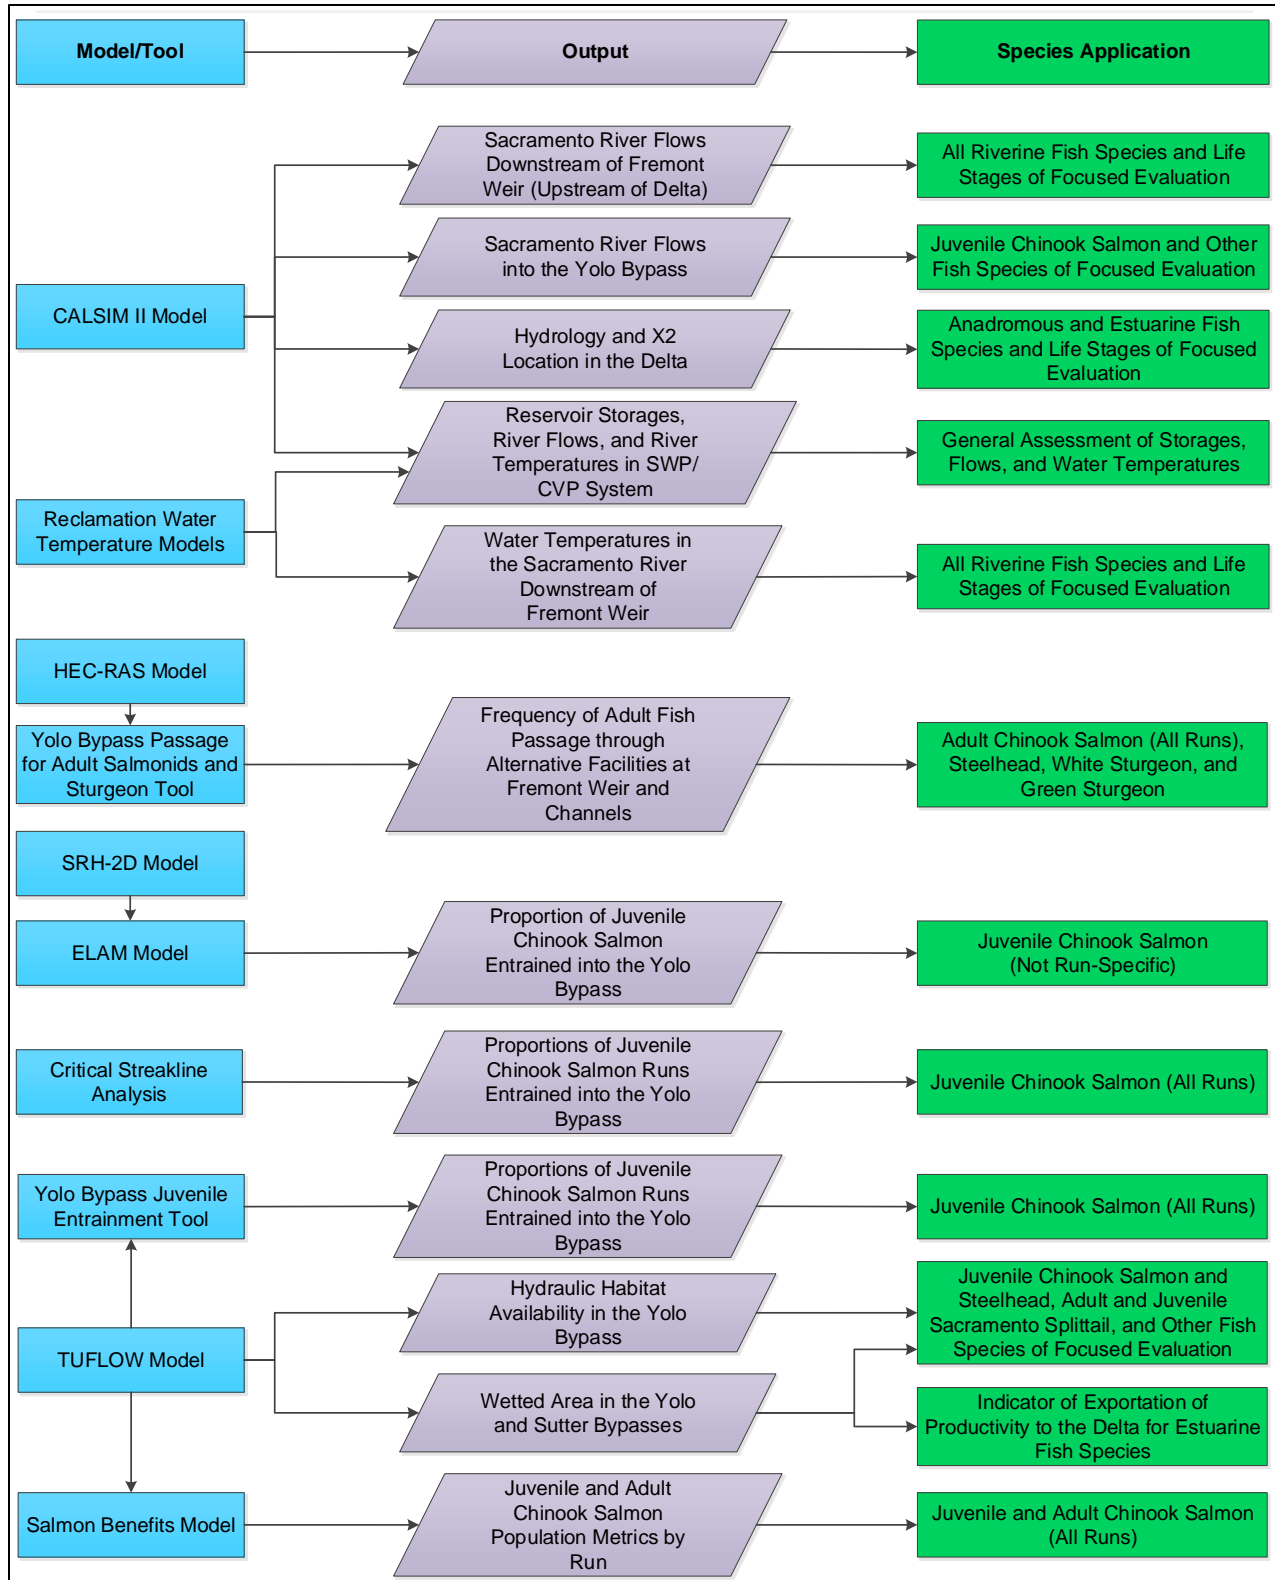 Model/Tool
Output
Species Application
Sacramento River Flows
Downstream of Fremont
Weir (Upstream of Delta)
All Riverine Fish Species and Life
Stages of Focused Evaluation
Sacramento River Flows
into the Yolo Bypass
Juvenile Chinook Salmon and Other
Fish Species of Focused Evaluation
CALSIM II Model
Hydrology and X2
Location in the Delta
Anadromous and Estuarine Fish
Species and Life Stages of Focused
Evaluation
Reservoir Storages,
River Flows, and River
Temperatures in SWP/
CVP System
General Assessment of Storages,
Flows, and Water Temperatures
Reclamation Water
Temperature Models
Water Temperatures in
the Sacramento River
Downstream of
Fremont Weir
All Riverine Fish Species and Life
Stages of Focused Evaluation
HEC-RAS Model
Yolo Bypass Passage
for Adult Salmonids and
Sturgeon Tool
Frequency of Adult Fish
Passage through
Alternative Facilities at
Fremont Weir and
Channels
Adult Chinook Salmon (All Runs),
Steelhead, White Sturgeon, and
Green Sturgeon
SRH-2D Model
ELAM Model
Proportion of Juvenile
Chinook Salmon
Entrained into the Yolo
Bypass
Juvenile Chinook Salmon
(Not Run-Specific)
Critical Streakline
Analysis
Proportions of Juvenile
Chinook Salmon Runs
Entrained into the Yolo
Bypass
Juvenile Chinook Salmon (All Runs)
Yolo Bypass Juvenile
Entrainment Tool
Proportions of Juvenile
Chinook Salmon Runs
Entrained into the Yolo
Bypass
Juvenile Chinook Salmon (All Runs)
TUFLOW Model
Hydraulic Habitat
Availability in the Yolo
Bypass
Juvenile Chinook Salmon and
Steelhead, Adult and Juvenile
Sacramento Splittail, and Other Fish
Species of Focused Evaluation
Wetted Area in the Yolo
and Sutter Bypasses
Indicator of Exportation of
Productivity to the Delta for Estuarine
Fish Species
Salmon Benefits Model
Juvenile and Adult
Chinook Salmon
Population Metrics by
Run
Juvenile and Adult Chinook Salmon
(All Runs)